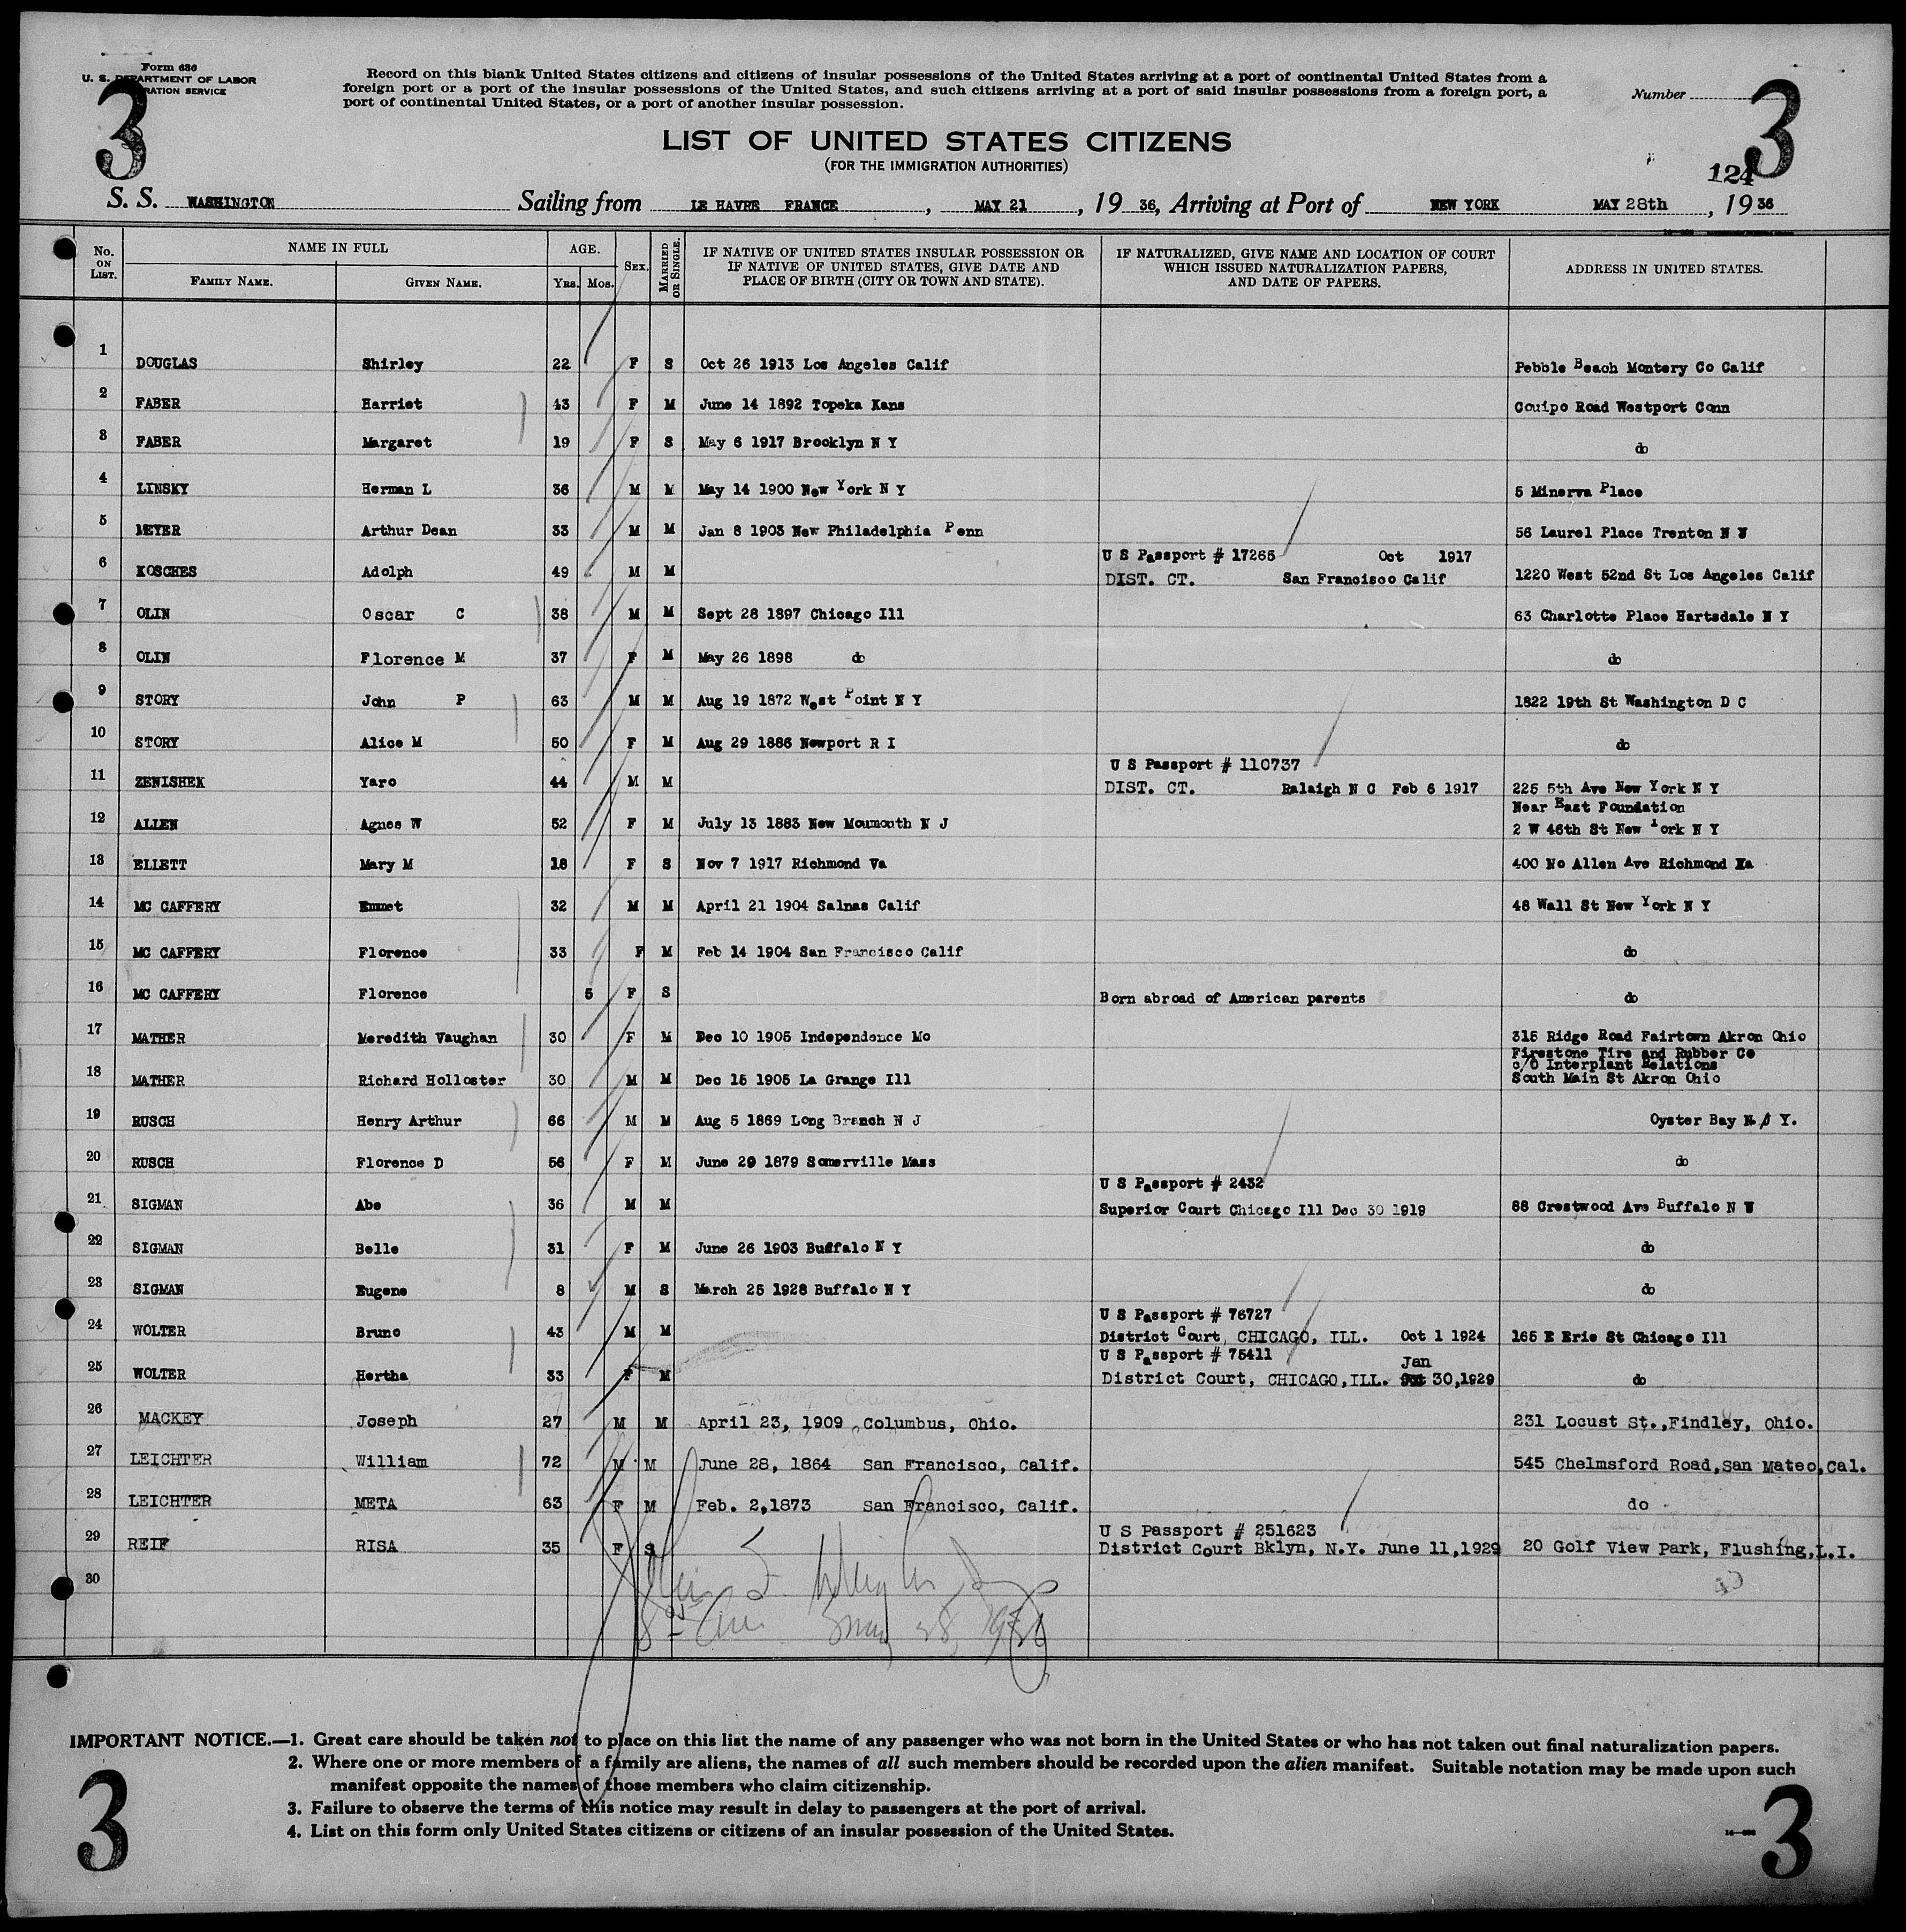 Form 686
U. S. DEPARTMENT OF LABOR
RATION SERVICE
3
Record on this blank United States citizens and citizens of insular possessions of the United States arriving at a port of continental United States from a
foreign port or a port of the insular possessions of the United States, and such citizens arriving at a port of said insular possessions from a foreign port, a
port of continental United States, or a port of another insular possession.
Number
3
LIST OF UNITED STATES CITIZENS
(FOR THE IMMIGRATION AUTHORITIES)
124
S. S. WASHINGTON Sailing from LE HAVRE FRANCE, MAY 21, 19 36, Arriving at Port of NEW YORK MAY 28th, 19 36
No. ON LIST. NAME IN FULL FAMILY NAME. GIVEN NAME. AGE. YRS. MOS. SEX. MARRIED OR SINGLE. IF NATIVE OF UNITED STATES INSULAR POSSESSION OR IF NATIVE OF UNITED STATES, GIVE DATE AND PLACE OF BIRTH (CITY OR TOWN AND STATE). IF NATURALIZED, GIVE NAME AND LOCATION OF COURT WHICH ISSUED NATURALIZATION PAPERS, AND DATE OF PAPERS. ADDRESS IN UNITED STATES.
1 DOUGLAS Shirley 22 F S Oct 26 1913 Los Angeles Calif Pebble Beach Montery Co Calif
2 FABER Harriet 43 F M June 14 1892 Topeka Kans Couipo Road Westport Conn
3 FABER Margaret 19 F S May 6 1917 Brooklyn N Y do
4 LINSKY Herman L 36 M M May 14 1900 New York N Y 5 Minerva Place
5 MEYER Arthur Dean 33 M M Jan 8 1903 New Philadelphia Penn 56 Laurel Place Trenton N J
U S Passport # 17265 Oct 1917
6 KOSCHES Adolph 49 M M DIST. CT. San Francisco Calif 1220 West 52nd St Los Angeles Calif
7 OLIN Oscar C 38 M M Sept 28 1897 Chicago Ill 63 Charlotte Place Hartsdale N Y
8 OLIN Florence M 37 F M May 26 1898 do do
9 STORY John P 63 M M Aug 19 1872 West Point N Y 1822 19th St Washington D C
10 STORY Alice M 50 F M Aug 29 1886 Newport R I do
U S Passport # 110737
11 ZENISHEK Yaro 44 M M DIST. CT. Ralaigh N C Feb 6 1917 225 5th Ave New York N Y
Near East Foundation
12 ALLEN Agnes W 52 F M July 13 1883 New Moumouth N J 2 W 46th St New York N Y
13 ELLETT Mary M 18 F S Nov 7 1917 Richmond Va 400 No Allen Ave Richmond Va
14 MC CAFFERY Emmet 32 M M April 21 1904 Salnas Calif 48 Wall St New York N Y
15 MC CAFFERY Florence 33 F M Feb 14 1904 San Francisco Calif do
16 MC CAFFERY Florence 5 F S Born abroad of American parents do
17 MATHER Meredith Vaughan 30 F M Dec 10 1905 Independence Mo 315 Ridge Road Fairtown Akron Ohio
Firestone Tire and Rubber Co
c/o Interplant Relations
18 MATHER Richard Holloster 30 M M Dec 15 1905 La Grange Ill South Main St Akron Ohio
19 RUSCH Henry Arthur 66 M M Aug 5 1869 Long Branch N J Oyster Bay N. Y.
20 RUSCH Florence D 56 F M June 29 1879 Somerville Mass do
U S Passport # 2432
21 SIGMAN Abe 36 M M Superior Court Chicago Ill Dec 30 1919 88 Crestwood Ave Buffalo N Y
22 SIGMAN Belle 31 F M June 26 1903 Buffalo N Y do
23 SIGMAN Eugene 8 M S March 25 1928 Buffalo N Y do
U S Passport # 76727
24 WOLTER Bruno 43 M M District Court, CHICAGO, ILL. Oct 1 1924 165 E Erie St Chicago Ill
U S Passport # 75411
25 WOLTER Hertha 33 F M District Court, CHICAGO, ILL. Jan 30,1929 do
26 MACKEY Joseph 27 M M April 23, 1909 Columbus, Ohio. 231 Locust St.,Findley, Ohio.
27 LEICHTER William 72 M M June 28, 1864 San Francisco, Calif. 545 Chelmsford Road,San Mateo,Cal.
28 LEICHTER META 63 F M Feb. 2,1873 San Francisco, Calif. do
U S Passport # 251623
29 REIF RISA 35 F S District Court Bklyn, N.Y. June 11,1929 20 Golf View Park, Flushing,L.I.
30
IMPORTANT NOTICE.—1. Great care should be taken not to place on this list the name of any passenger who was not born in the United States or who has not taken out final naturalization papers.
2. Where one or more members of a family are aliens, the names of all such members should be recorded upon the alien manifest. Suitable notation may be made upon such
manifest opposite the names of those members who claim citizenship.
3. Failure to observe the terms of this notice may result in delay to passengers at the port of arrival.
4. List on this form only United States citizens or citizens of an insular possession of the United States.
3
3